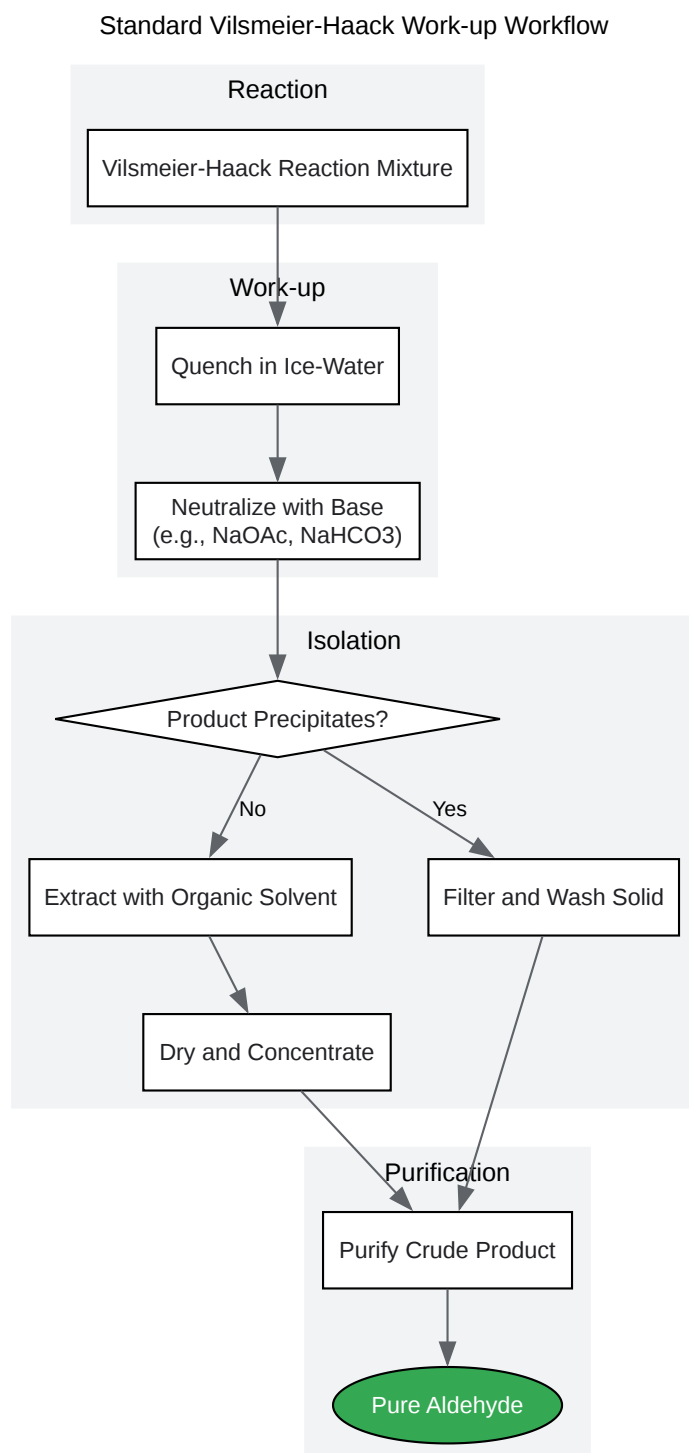 Standard Vilsmeier-Haack Work-up Workflow
Reaction
Vilsmeier-Haack Reaction Mixture
Work-up
Quench in Ice-Water
Neutralize with Base
(e.g., NaOAc, NaHCO3)
Isolation
Product Precipitates?
No
Yes
Extract with Organic Solvent
Filter and Wash Solid
Dry and Concentrate
Purification
Purify Crude Product
Pure Aldehyde